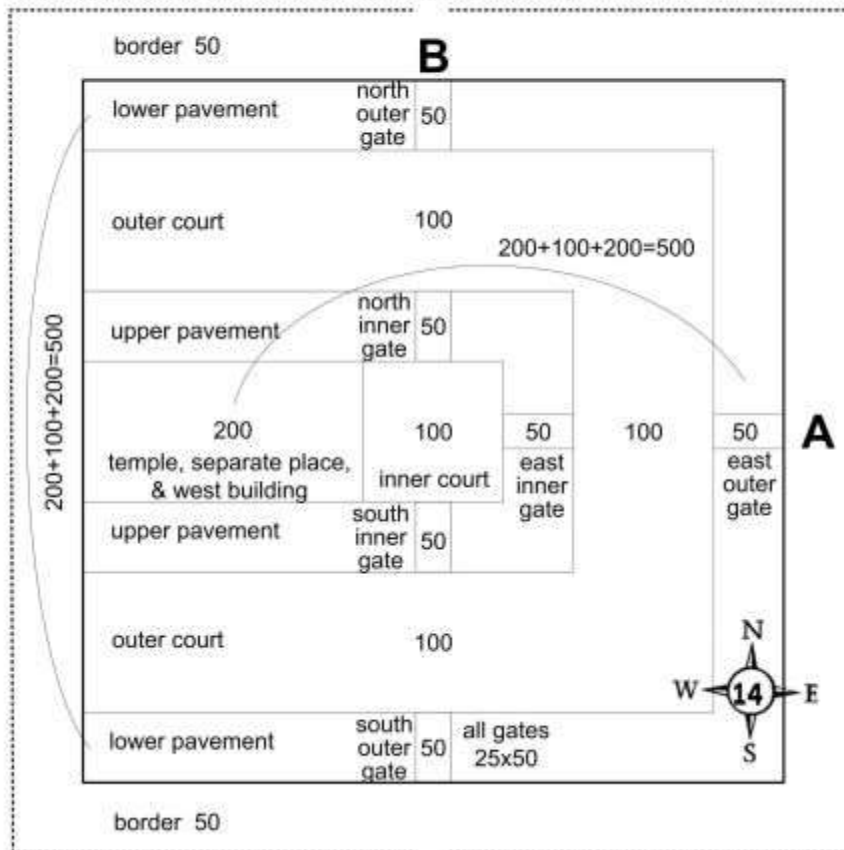 border 50
B
lower pavement
north
outer
gate
50
outer court
100
200+100+200=500
upper pavement
north
inner
gate
50
200+100+200=500
200
temple, separate place,
& west building
100
inner court
50
east
inner
gate
100
50
east
outer
gate
A
upper pavement
south
inner
gate
50
outer court
100
N
W
14
E
S
lower pavement
south
outer
gate
50
all gates
25x50
border 50